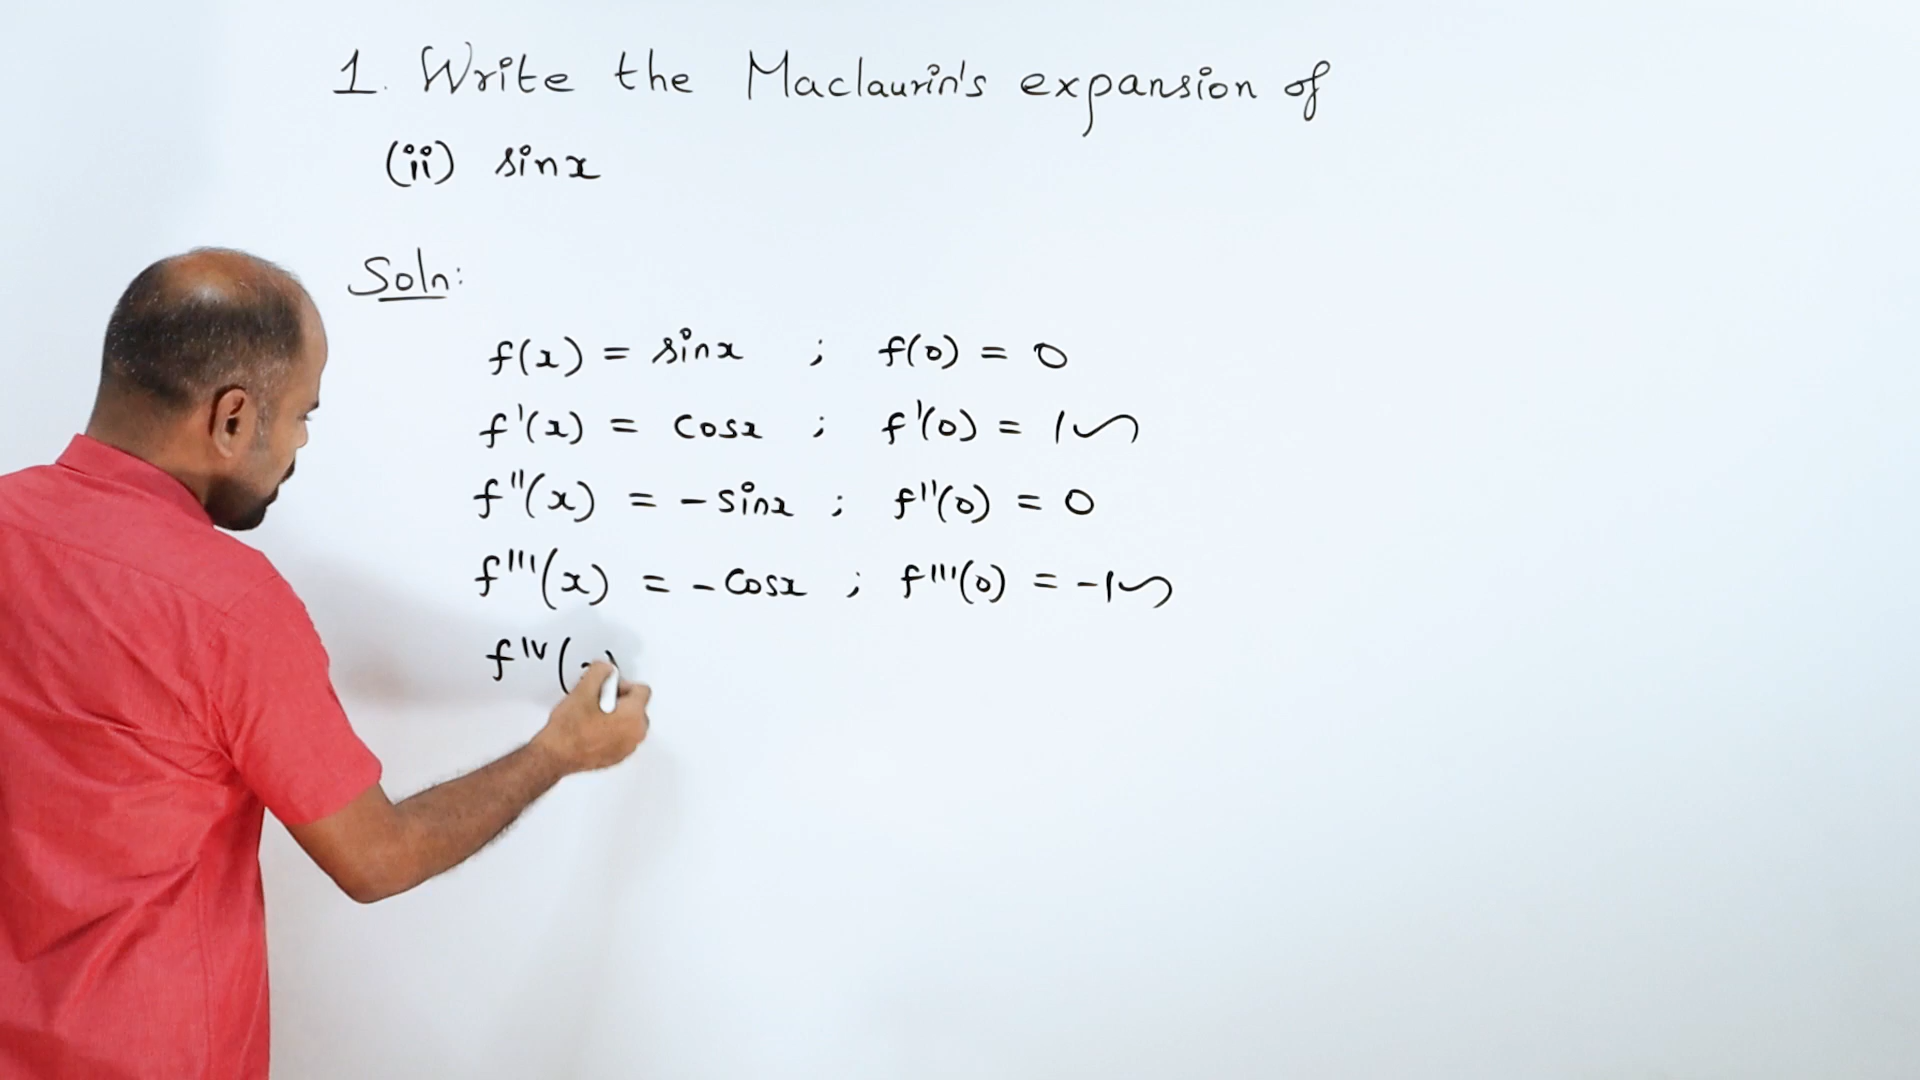 1. Write the Maclaurin's expansion of
(ii) sinx
Soln:
f(x) = sinx ; f(0) = 0
f'(x) = cosx ; f'(0) = 1
f''(x) = -sinx ; f''(0) = 0
f'''(x) = -cosx ; f'''(0) = -1
f^IV(